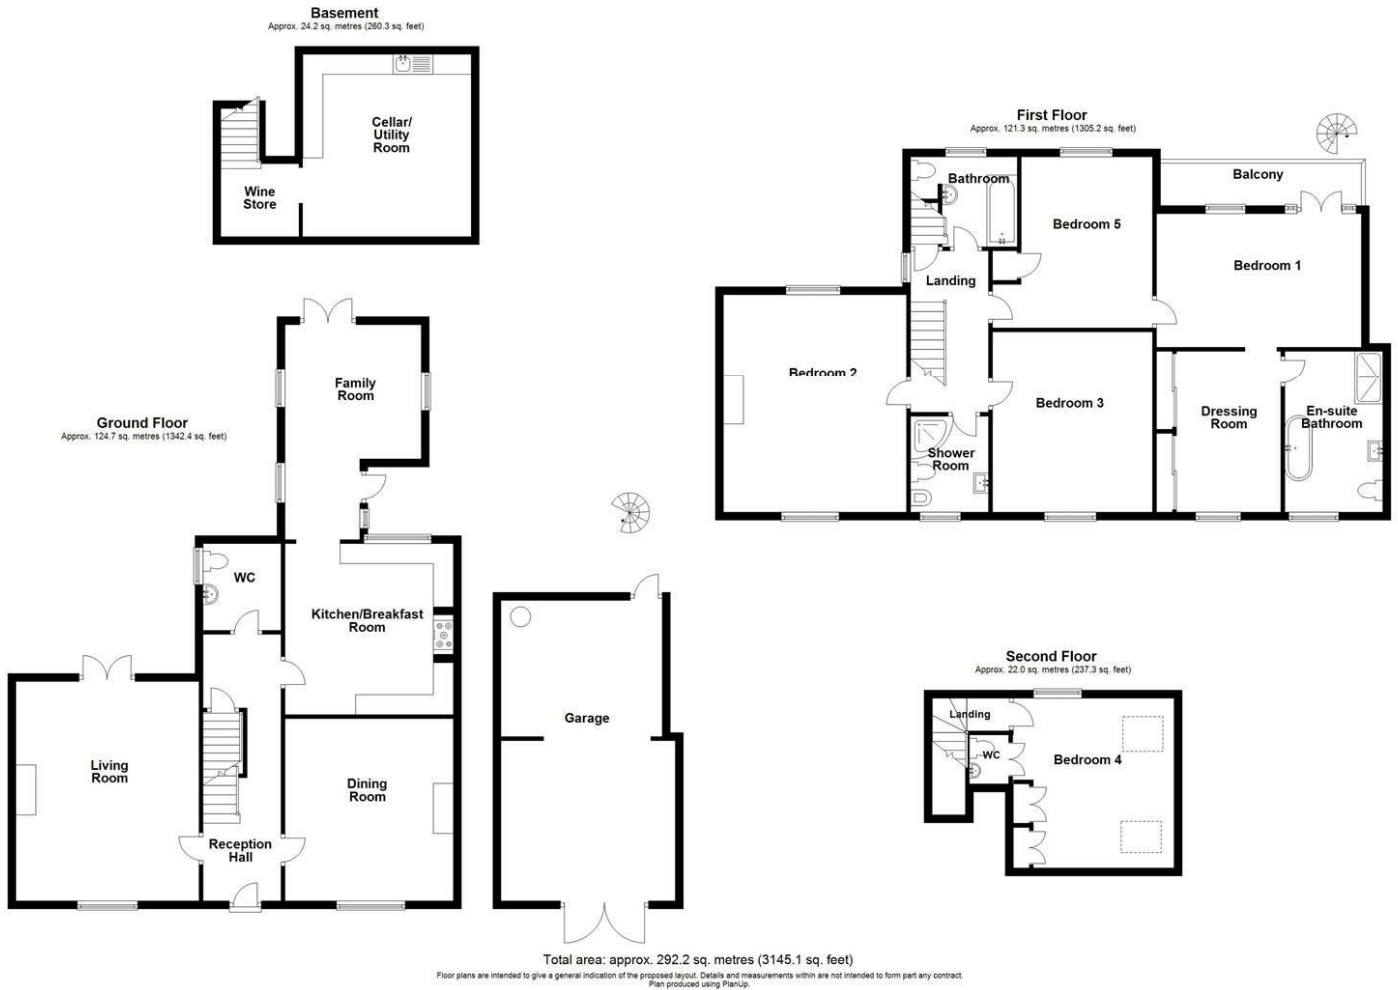 Basement
Approx. 24.2 sq. metres (260.3 sq. feet)
Cellar/
Utility
Room
Wine
Store
First Floor
Approx. 121.3 sq. metres (1305.2 sq. feet)
Balcony
Bathroom
Bedroom 5
Bedroom 1
Landing
Bedroom 2
Bedroom 3
Dressing
Room
En-suite
Bathroom
Shower
Room
Ground Floor
Approx. 124.7 sq. metres (1342.4 sq. feet)
Family
Room
WC
Kitchen/Breakfast
Room
Living
Room
Dining
Room
Reception
Hall
Garage
Second Floor
Approx. 22.0 sq. metres (237.3 sq. feet)
Landing
WC
Bedroom 4
Total area: approx. 292.2 sq. metres (3145.1 sq. feet)
Floor plans are intended to give a general indication of the proposed layout. Details and measurements within are not intended to form part any contract.
Plan produced using PlanUp.